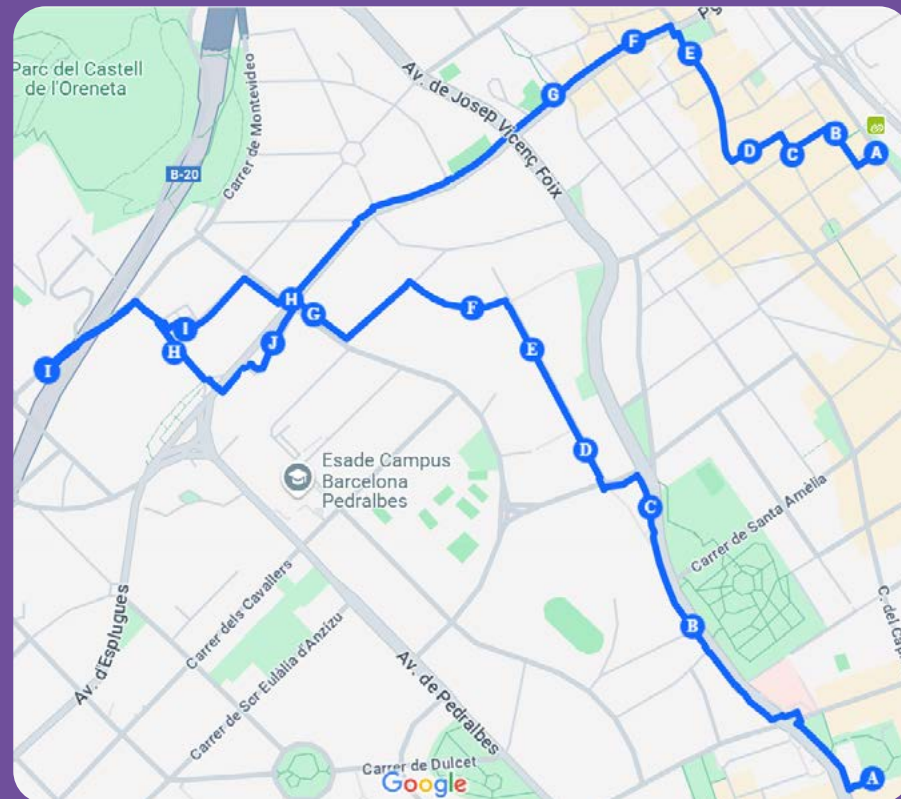 Parc del Castell
de l'Oreneta
B-20
Carrer de Montevideo
Av. de Josep Vicenç Foix
A
B
C
D
E
F
G
H
I
I
H
J
G
F
E
D
C
B
A
Esade Campus
Barcelona
Pedralbes
Carrer de Santa Amèlia
Carrer dels Cavallers
Carrer de Sor Eulàlia d'Anzizu
Av. d'Esplugues
Av. de Pedralbes
Carrer de Dulcet
Google